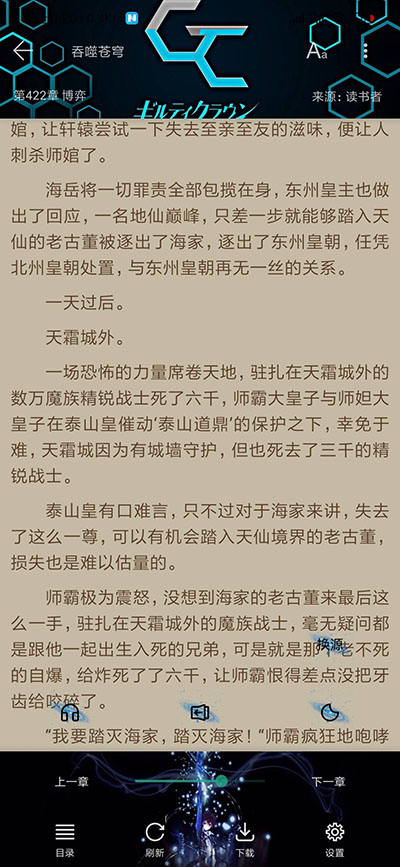 吞噬苍穹
Aa
第422章 博弈
ギルティクラウン
来源：读书者
婠，让轩辕尝试一下失去至亲至友的滋味，便让人
刺杀师婠了。
海岳将一切罪责全部包揽在身，东州皇主也做
出了回应，一名地仙巅峰，只差一步就能够踏入天
仙的老古董被逐出了海家，逐出了东州皇朝，任凭
北州皇朝处置，与东州皇朝再无一丝的关系。
一天过后。
天霜城外。
一场恐怖的力量席卷天地，驻扎在天霜城外的
数万魔族精锐战士死了六千，师霸大皇子与师妲大
皇子在泰山皇催动‘泰山道鼎’的保护之下，幸免于
难，天霜城因为有城墙守护，但也死去了三千的精
锐战士。
泰山皇有口难言，只不过对于海家来讲，失去
了这么一尊，可以有机会踏入天仙境界的老古董，
损失也是难以估量的。
师霸极为震怒，没想到海家的老古董来最后这
么一手，驻扎在天霜城外的魔族战士，毫无疑问都
是跟他一起出生入死的兄弟，可是就是那个老不死
的自爆，给炸死了了六千，让师霸恨得差点没把牙
齿给咬碎了。
换源
“我要踏灭海家，踏灭海家！“师霸疯狂地咆哮
上一章
下一章
目录
刷新
下载
设置